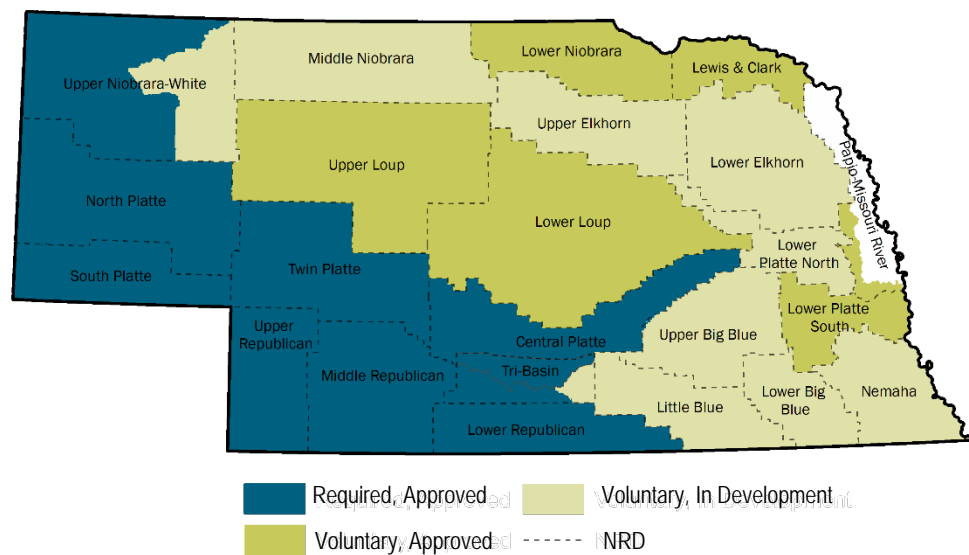 Middle Niobrara
Lower Niobrara
Lewis & Clark
Upper Niobrara-White
Upper Elkhorn
Lower Elkhorn
Papio-Missouri River
Upper Loup
North Platte
Lower Loup
Lower
Platte North
South Platte
Twin Platte
Lower Platte
South
Upper
Republican
Central Platte
Upper Big Blue
Middle Republican
Tri-Basin
Lower Big
Blue
Nemaha
Little Blue
Lower Republican
Required, Approved
Voluntary, In Development
Voluntary, Approved
NRD